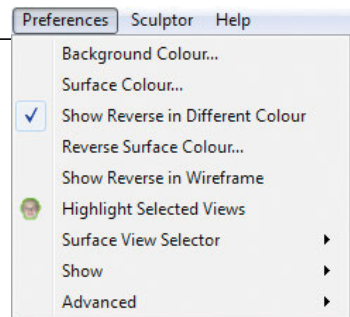 Preferences Sculptor Help
Background Colour...
Surface Colour...
Show Reverse in Different Colour
Reverse Surface Colour...
Show Reverse in Wireframe
Highlight Selected Views
Surface View Selector
Show
Advanced